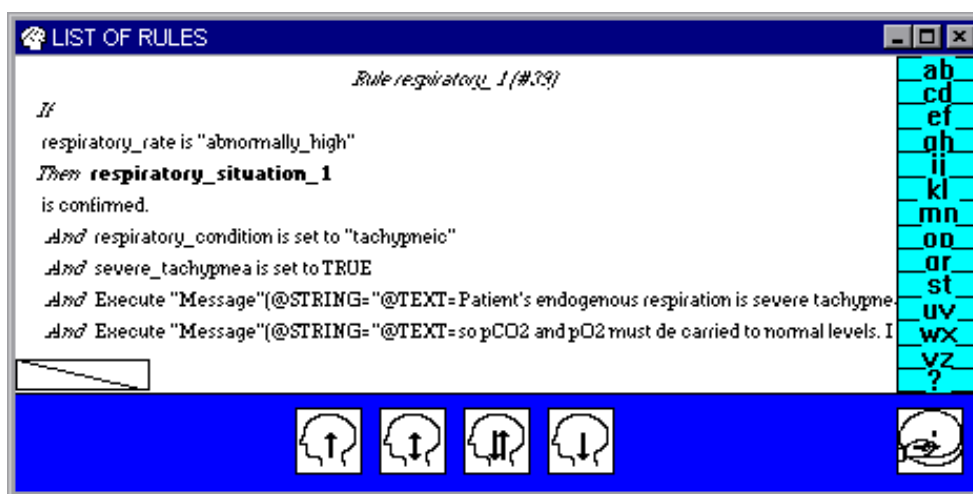 LIST OF RULES
Rule respiratory_1 (#39)
If
respiratory_rate is "abnormally_high"
Then respiratory_situation_1
is confirmed.
And respiratory_condition is set to "tachypneic"
And severe_tachypnea is set to TRUE
And Execute "Message"(@STRING="@TEXT=Patient's endogenous respiration is severe tachypne
And Execute "Message"(@STRING="@TEXT=so pCO2 and pO2 must de carried to normal levels. I
ab
cd
ef
gh
ij
kl
mn
op
qr
st
uv
wx
yz
?